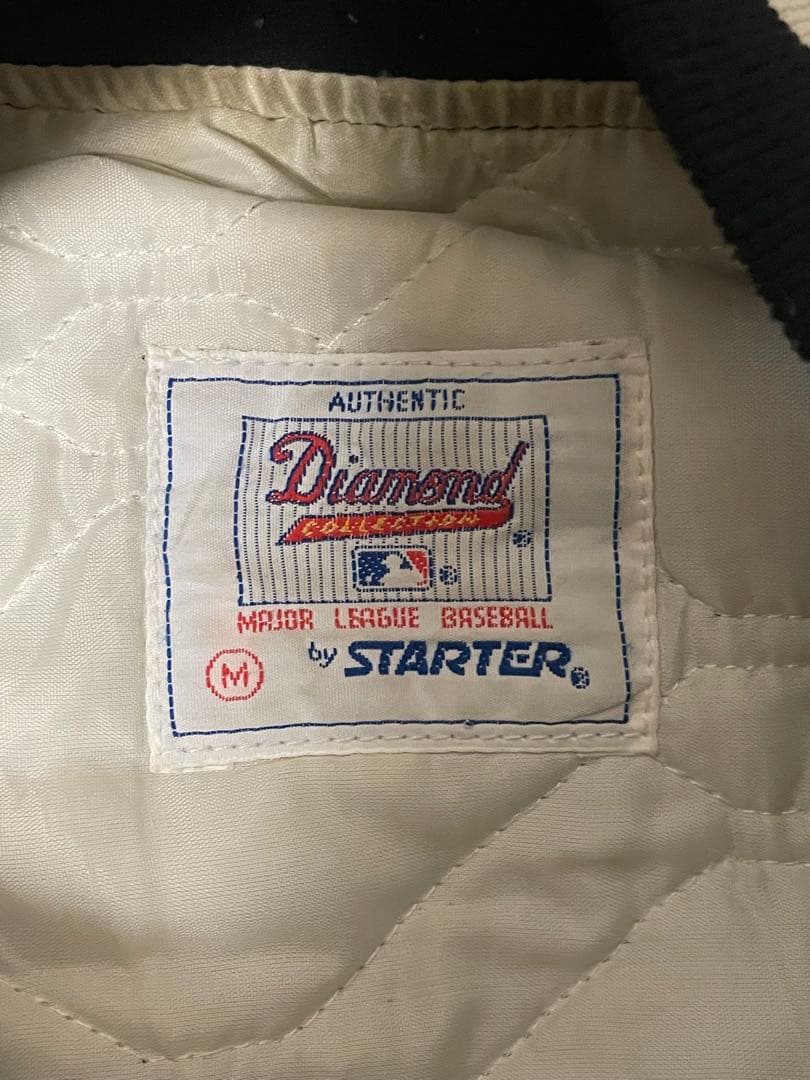 AUTHENTIC
Diamond
COLLECTION
MAJOR LEAGUE BASEBALL
by STARTER®
M